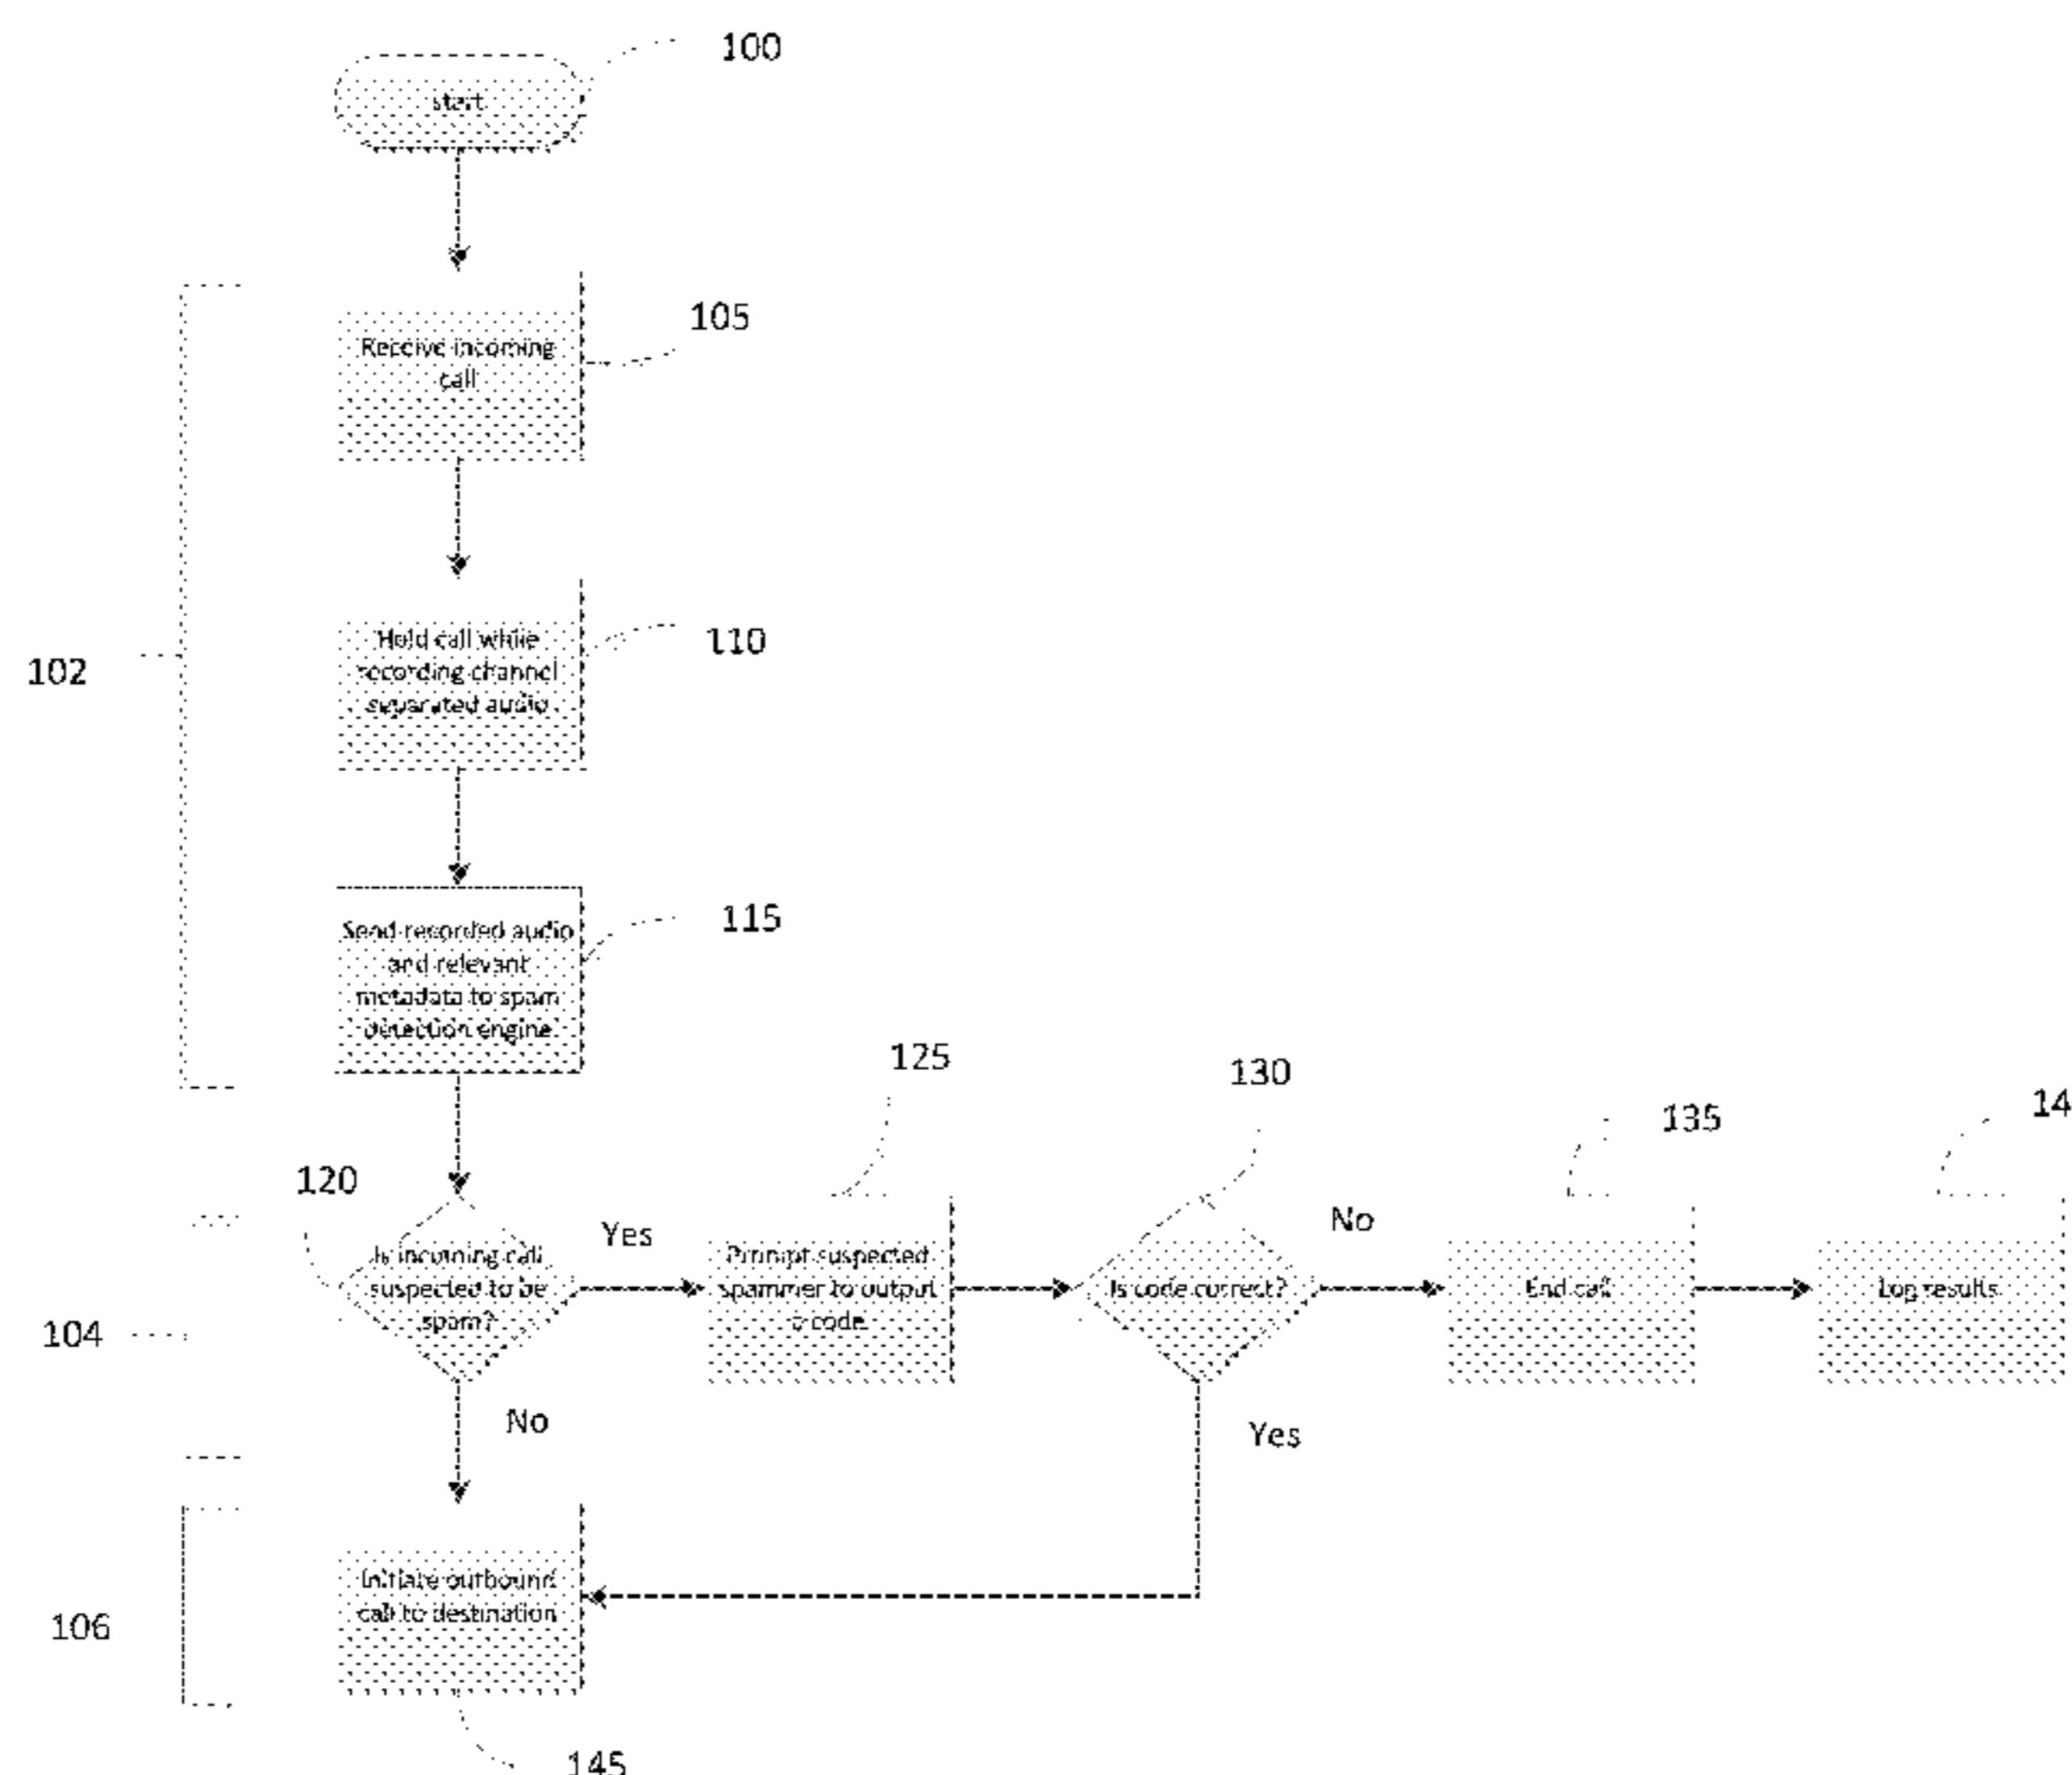 100
start
105
Receive incoming
call
102
110
Hold call while
recording channel
separated audio
115
Send recorded audio
and relevant
metadata to spam
detection engine
120
104
Is incoming call
suspected to be
spam?
Yes
No
125
Prompt suspected
spammer to output
a code
130
Is code correct?
No
Yes
135
End call
14
Log results
106
Initiate outbound
call to destination
145